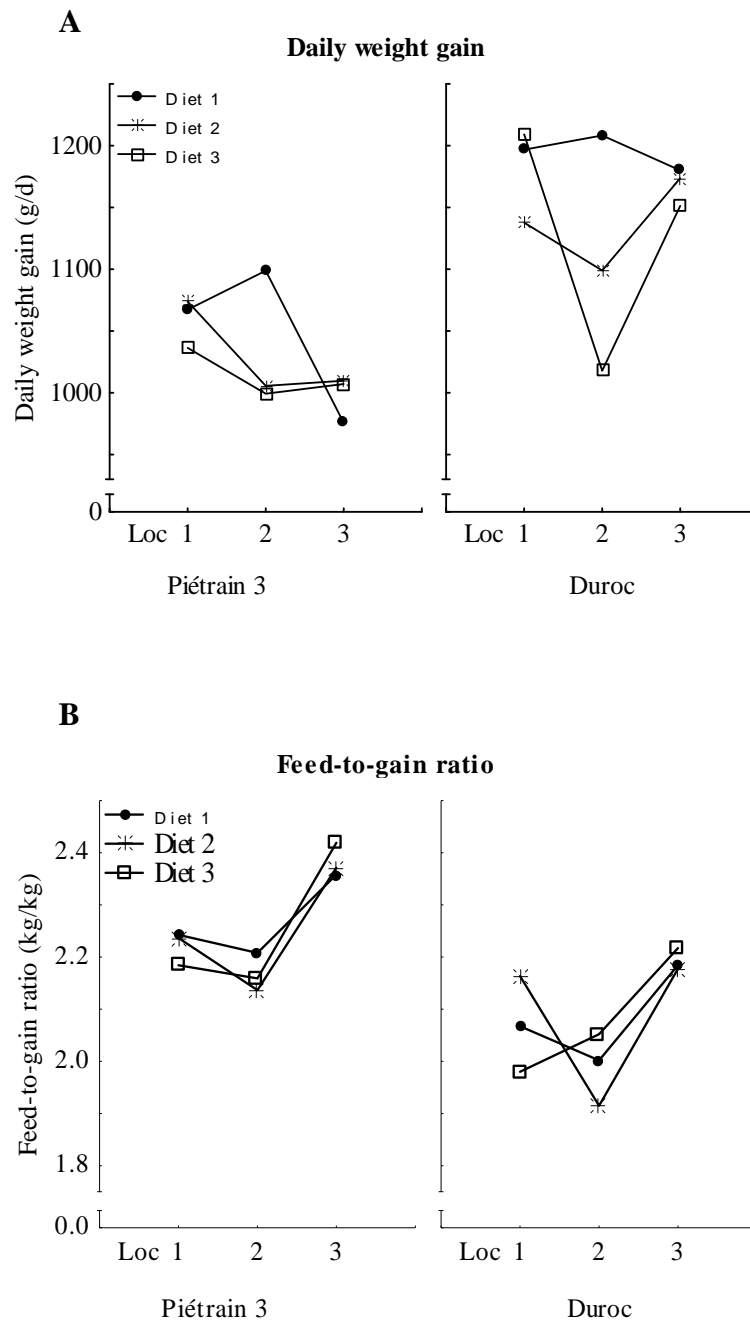 A
Daily weight gain
Diet 1
Diet 2
Diet 3
Daily weight gain (g/d)
1200
1100
1000
0
Loc 1 2 3 1 2 3
Loc
Piétrain 3 Duroc
B
Feed-to-gain ratio
Diet 1
Diet 2
Diet 3
Feed-to-gain ratio (kg/kg)
2.4
2.2
2.0
1.8
0.0
Loc 1 2 3 Loc 1 2 3
Piétrain 3 Duroc